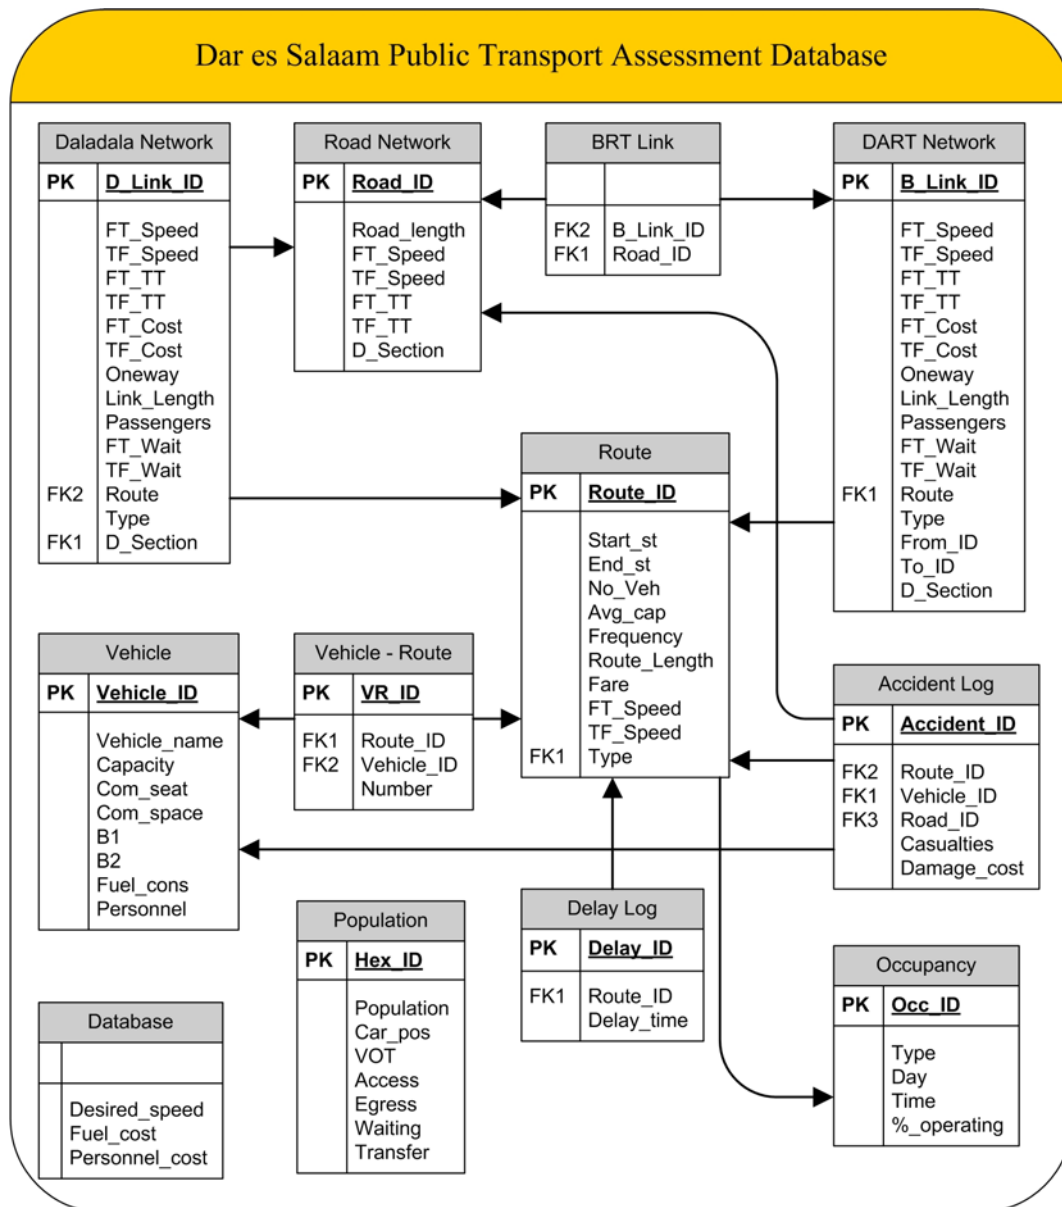 Dar es Salaam Public Transport Assessment Database
Daladala Network
PK D_Link_ID
FT_Speed
TF_Speed
FT_TT
TF_TT
FT_Cost
TF_Cost
Oneway
Link_Length
Passengers
FT_Wait
TF_Wait
FK2 Route
Type
FK1 D_Section
Road Network
PK Road_ID
Road_length
FT_Speed
TF_Speed
FT_TT
TF_TT
D_Section
BRT Link
FK2 B_Link_ID
FK1 Road_ID
DART Network
PK B_Link_ID
FT_Speed
TF_Speed
FT_TT
TF_TT
FT_Cost
TF_Cost
Oneway
Link_Length
Passengers
FT_Wait
TF_Wait
FK1 Route
Type
From_ID
To_ID
D_Section
Route
PK Route_ID
Start_st
End_st
No_Veh
Avg_cap
Frequency
Route_Length
Fare
FT_Speed
TF_Speed
FK1 Type
Vehicle
PK Vehicle_ID
Vehicle_name
Capacity
Com_seat
Com_space
B1
B2
Fuel_cons
Personnel
Vehicle - Route
PK VR_ID
FK1 Route_ID
FK2 Vehicle_ID
Number
Accident Log
PK Accident_ID
FK2 Route_ID
FK1 Vehicle_ID
FK3 Road_ID
Casualties
Damage_cost
Population
PK Hex_ID
Population
Car_pos
VOT
Access
Egress
Waiting
Transfer
Delay Log
PK Delay_ID
FK1 Route_ID
Delay_time
Occupancy
PK Occ_ID
Type
Day
Time
%_operating
Database
Desired_speed
Fuel_cost
Personnel_cost